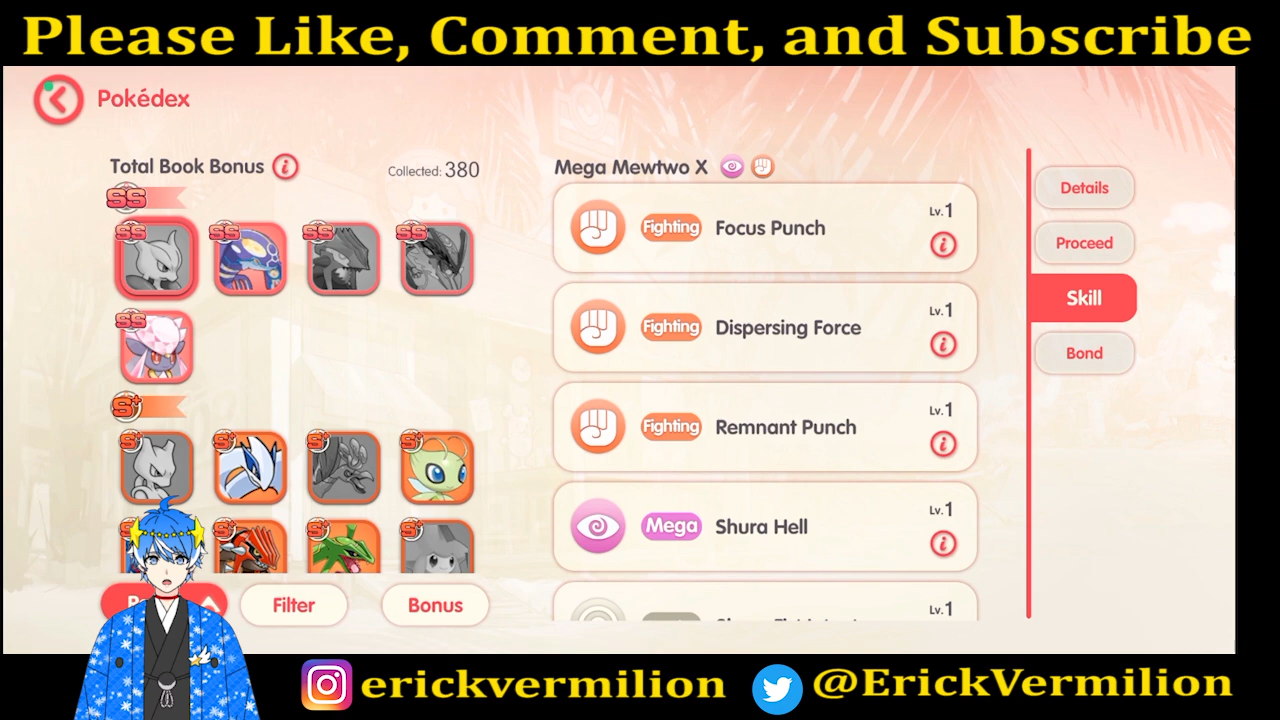 Please Like, Comment, and Subscribe
Pokédex
Total Book Bonus
Collected: 380
SS
SS
SS
SS
SS
SS
S+
S+
S+
S+
S+
S+
S+
S+
Filter
Bonus
Mega Mewtwo X
Fighting Focus Punch Lv.1
Fighting Dispersing Force Lv.1
Fighting Remnant Punch Lv.1
Mega Shura Hell Lv.1
Lv.1
Details
Proceed
Skill
Bond
erickvermilion
@ErickVermilion